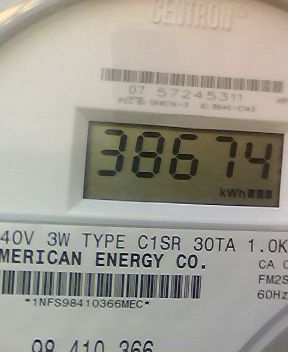 CENTRON®
07 57245311
38674
kWh
40V 3W TYPE C1SR 30TA 1.0K
MERICAN ENERGY CO.
CA 0
FM2S
60Hz
*1NFS98410366MEC*
98 410 366